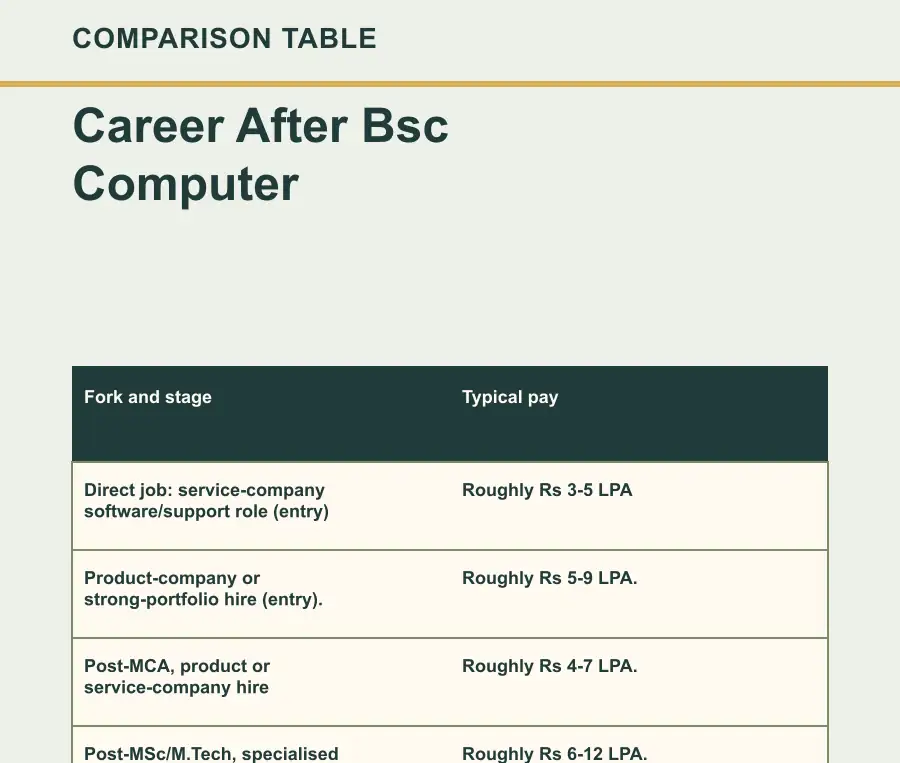 COMPARISON TABLE
Career After Bsc
Computer
Fork and stage
Typical pay
Direct job: service-company
software/support role (entry)
Roughly Rs 3-5 LPA
Product-company or
strong-portfolio hire (entry).
Roughly Rs 5-9 LPA.
Post-MCA, product or
service-company hire
Roughly Rs 4-7 LPA.
Post-MSc/M.Tech, specialised
Roughly Rs 6-12 LPA.